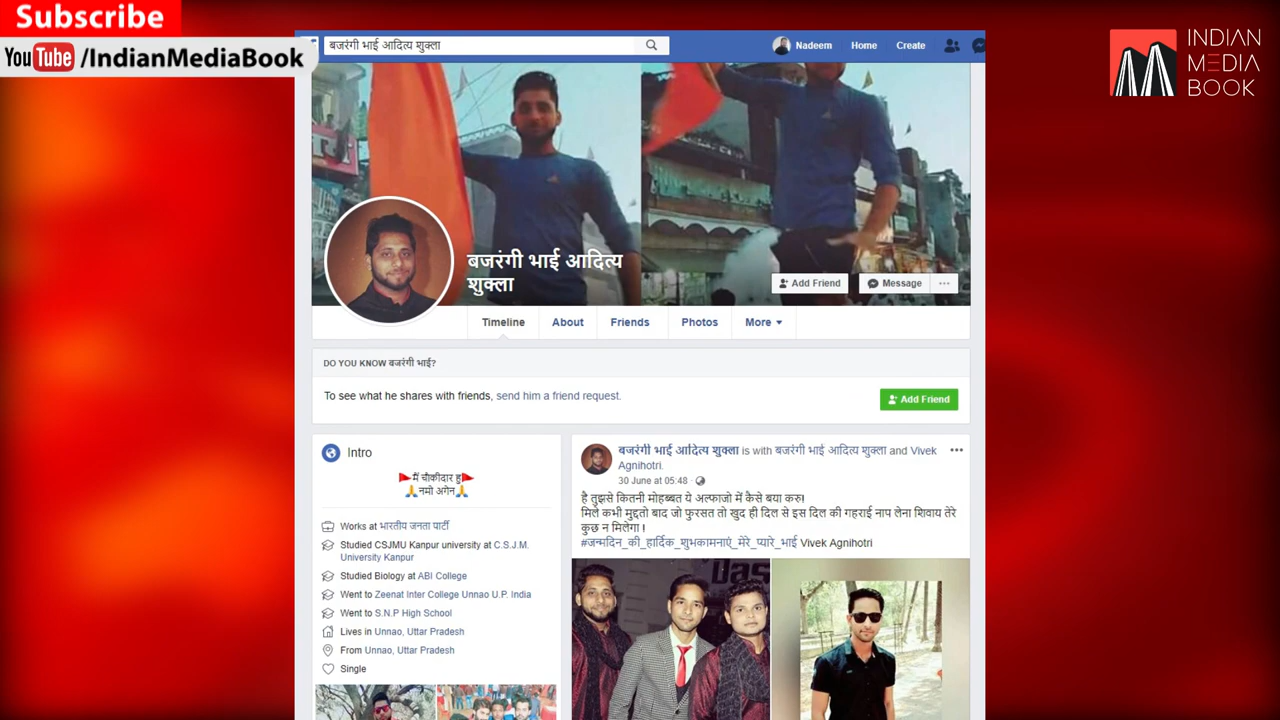 Subscribe
YouTube /IndianMediaBook
INDIAN
MEDIA
BOOK
बजरंगी भाई आदित्य शुक्ला
Nadeem Home Create
बजरंगी भाई आदित्य
शुक्ला
Add Friend Message ...
Timeline About Friends Photos More
DO YOU KNOW बजरंगी भाई?
To see what he shares with friends, send him a friend request.
Add Friend
Intro
मैं चौकीदार हु
नमो अगेन
Works at भारतीय जनता पार्टी
Studied CSJMU Kanpur university at C.S.J.M.
University Kanpur
Studied Biology at ABI College
Went to Zeenat Inter College Unnao U.P. India
Went to S.N.P High School
Lives in Unnao, Uttar Pradesh
From Unnao, Uttar Pradesh
Single
बजरंगी भाई आदित्य शुक्ला is with बजरंगी भाई आदित्य शुक्ला and Vivek
Agnihotri.
30 June at 05:48 ·
है तुझसे कितनी मोहब्बत ये अल्फाजो में कैसे बया करु!
मिले कभी मुद्दतो बाद जो फुरसत तो खुद ही दिल से इस दिल की गहराई नाप लेना शिवाय तेरे
कुछ न मिलेगा !
#जन्मदिन_की_हार्दिक_शुभकामनाएं_मेरे_प्यारे_भाई Vivek Agnihotri
Das